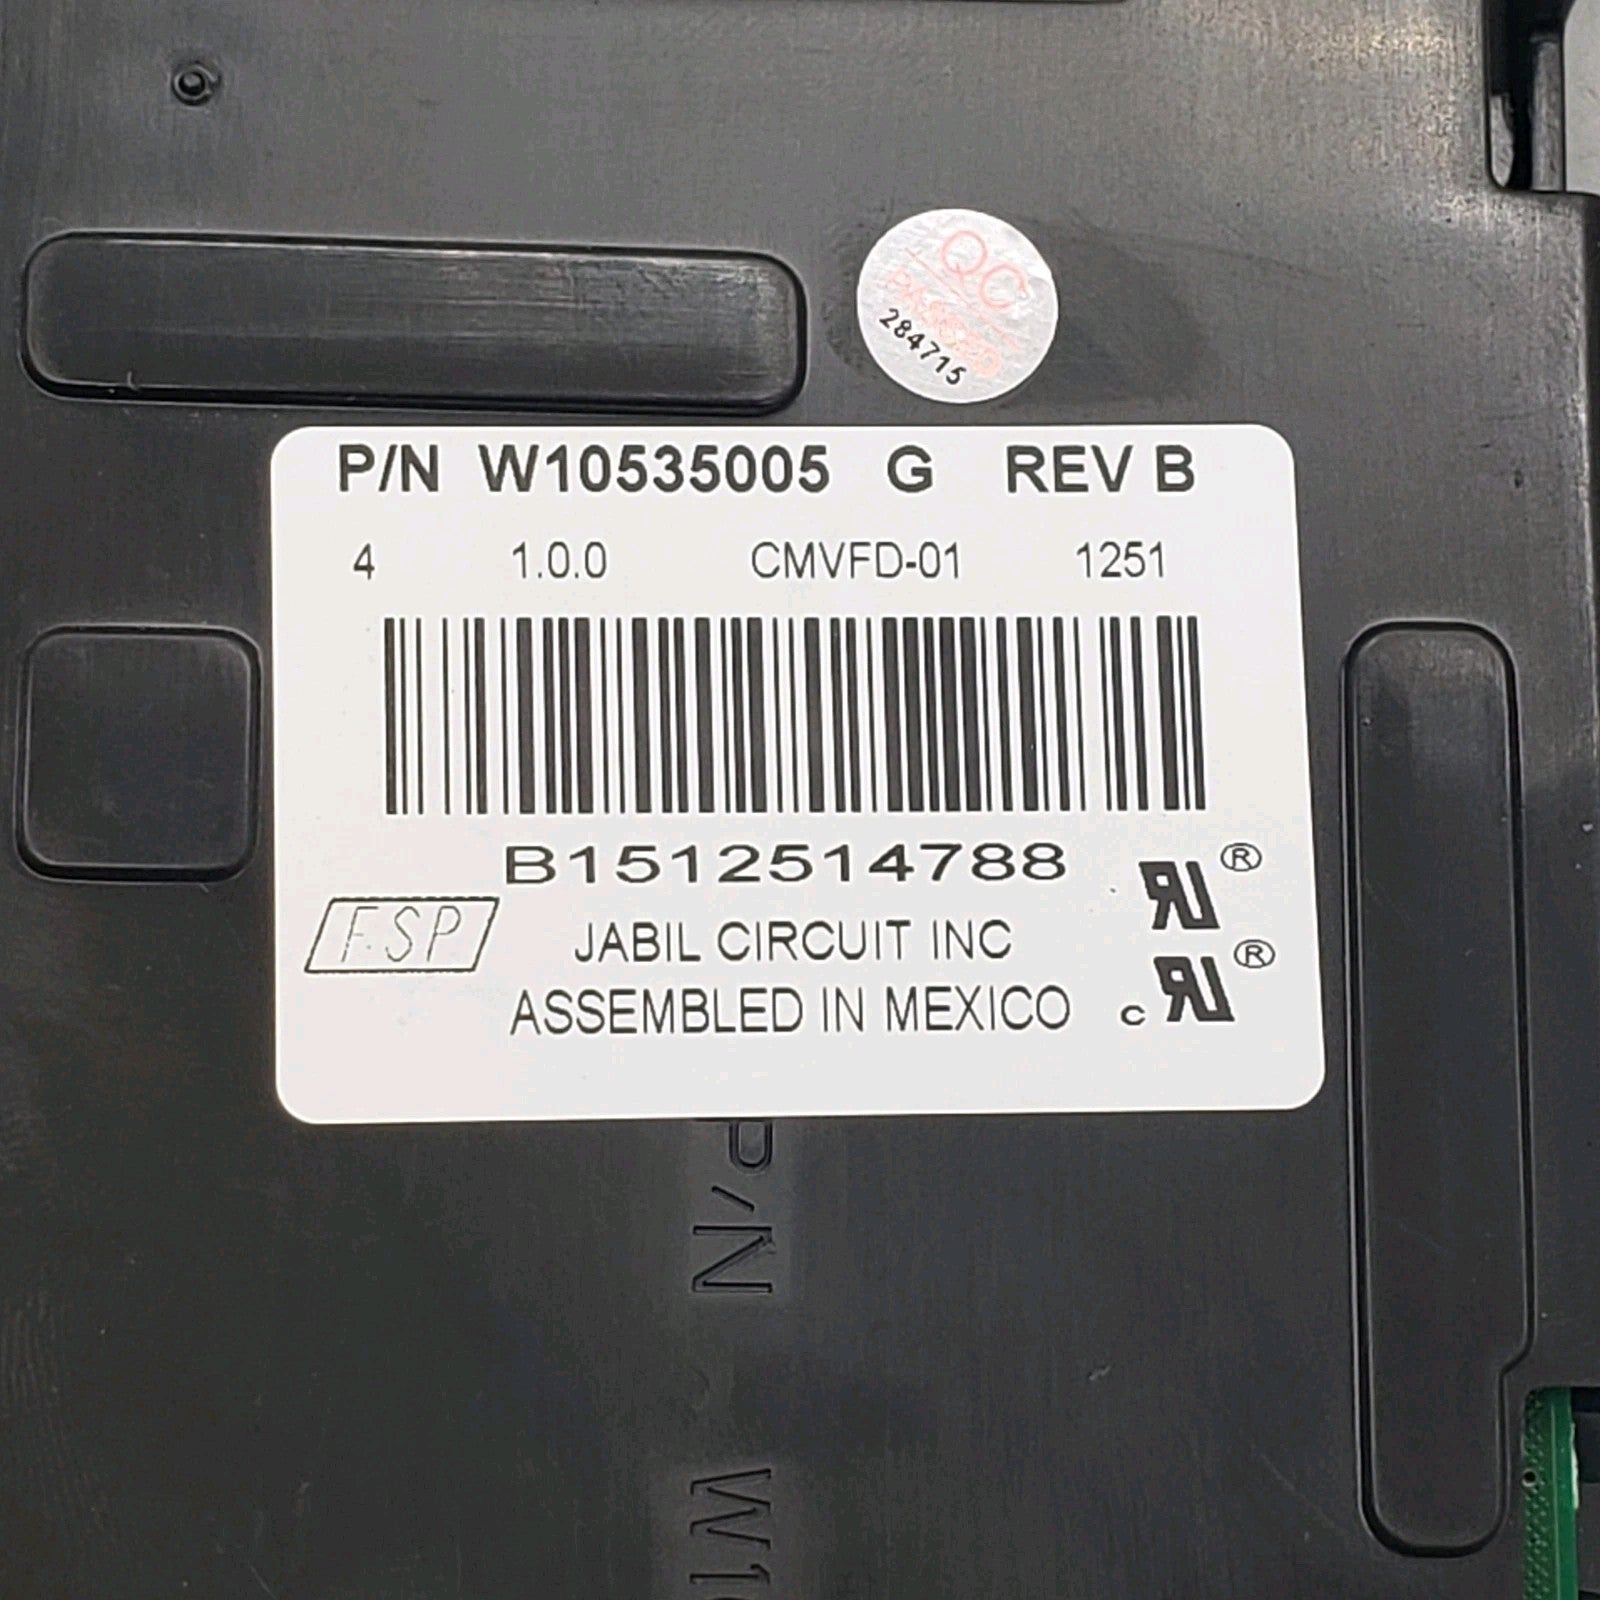 QC
PASSED
284715
P/N W10535005 G REV B
4 1.0.0 CMVFD-01 1251
B1512514788
FSP
JABIL CIRCUIT INC
ASSEMBLED IN MEXICO
c
P/N W1